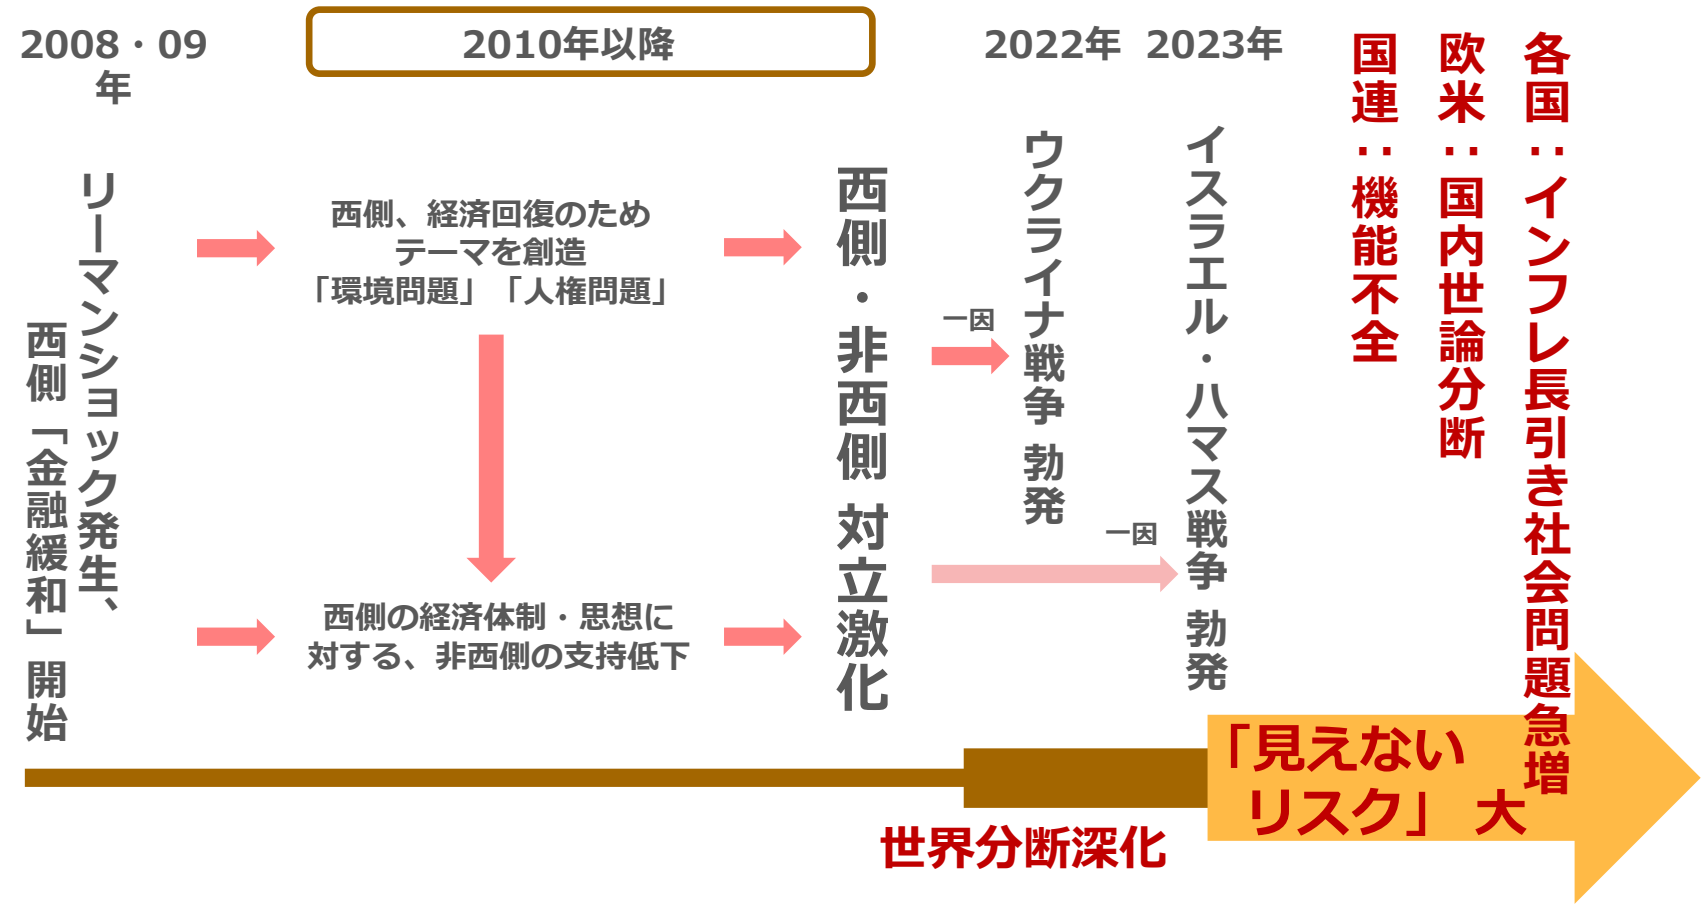 2008・09
年
2010年以降
2022年
2023年
リーマンショック発生、
西側「金融緩和」開始
西側、経済回復のため
テーマを創造
「環境問題」「人権問題」
西側の経済体制・思想に
対する、非西側の支持低下
西側・非西側 対立激化
一因
ウクライナ戦争 勃発
一因
イスラエル・ハマス戦争 勃発
国連：機能不全
欧米：国内世論分断
各国：インフレ長引き社会問題急増
世界分断深化
「見えない
リスク」 大